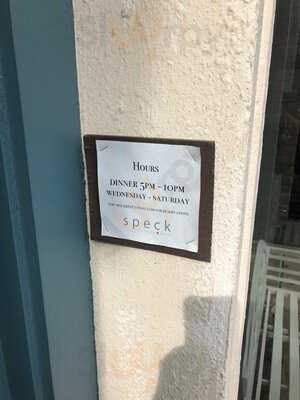 HOURS
DINNER 5PM - 10PM
WEDNESDAY - SATURDAY
speck